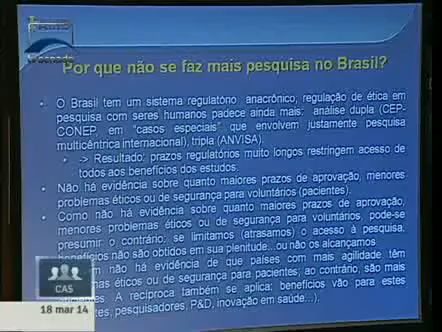 Por que não se faz mais pesquisa no Brasil?
• O Brasil tem um sistema regulatório anacrônico, regulação de ética em
pesquisa com seres humanos padece ainda mais: análise dupla (CEP-
CONEP, em “casos especiais” que envolvem justamente pesquisa
multicêntrica internacional), tripla (ANVISA).
• -> Resultado: prazos regulatórios muito longos restringem acesso de
todos aos benefícios dos estudos.
• Não há evidência sobre quanto maiores prazos de aprovação, menores
problemas éticos ou de segurança para voluntários (pacientes).
• Como não há evidência sobre quanto maiores prazos de aprovação,
menores problemas éticos ou de segurança para voluntários, pode-se
presumir o contrário: se limitamos (atrasamos) o acesso à pesquisa,
benefícios não são obtidos em sua plenitude...ou não os alcançamos
não há evidência de que países com mais agilidade têm
éticos ou de segurança para pacientes; ao contrário, são mais
A recíproca também se aplica: benefícios vão para estes
pesquisadores, P&D, inovação em saúde...).
CAS
18 mar 14